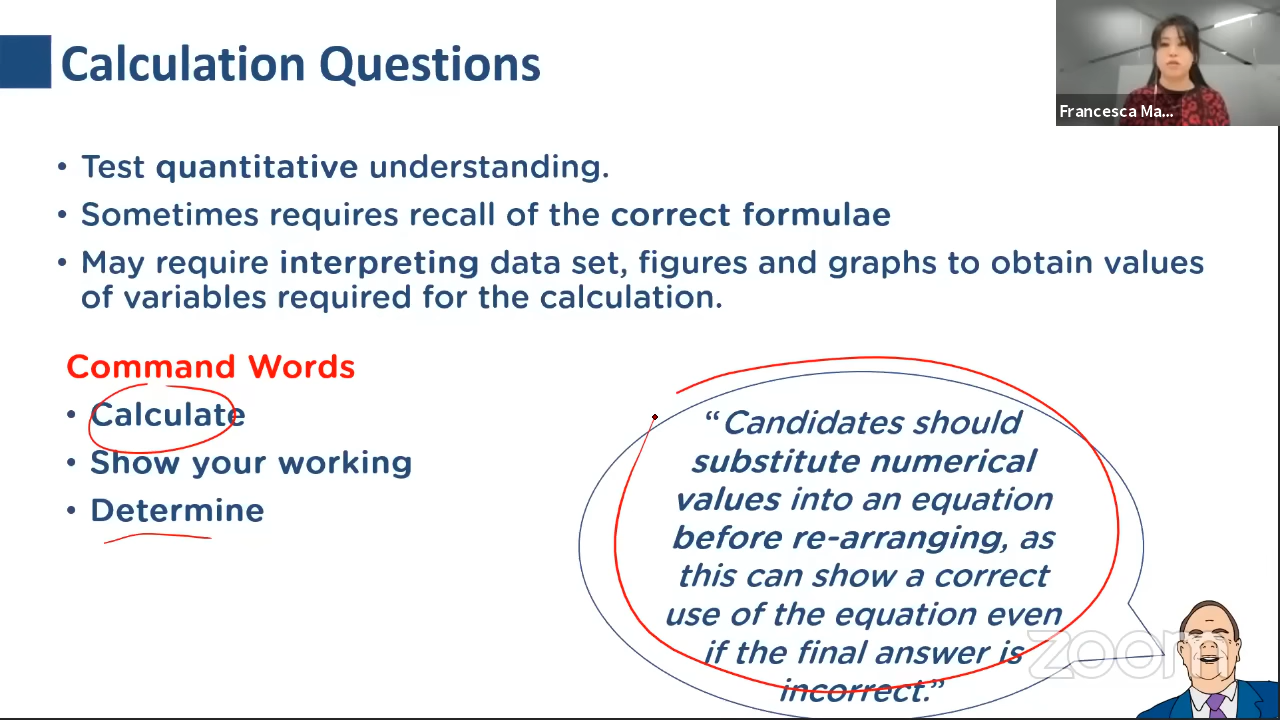 Calculation Questions
Francesca Ma...
• Test quantitative understanding.
• Sometimes requires recall of the correct formulae
• May require interpreting data set, figures and graphs to obtain values
of variables required for the calculation.
Command Words
• Calculate
• Show your working
• Determine
“Candidates should
substitute numerical
values into an equation
before re-arranging, as
this can show a correct
use of the equation even
if the final answer is
incorrect.”
zoom